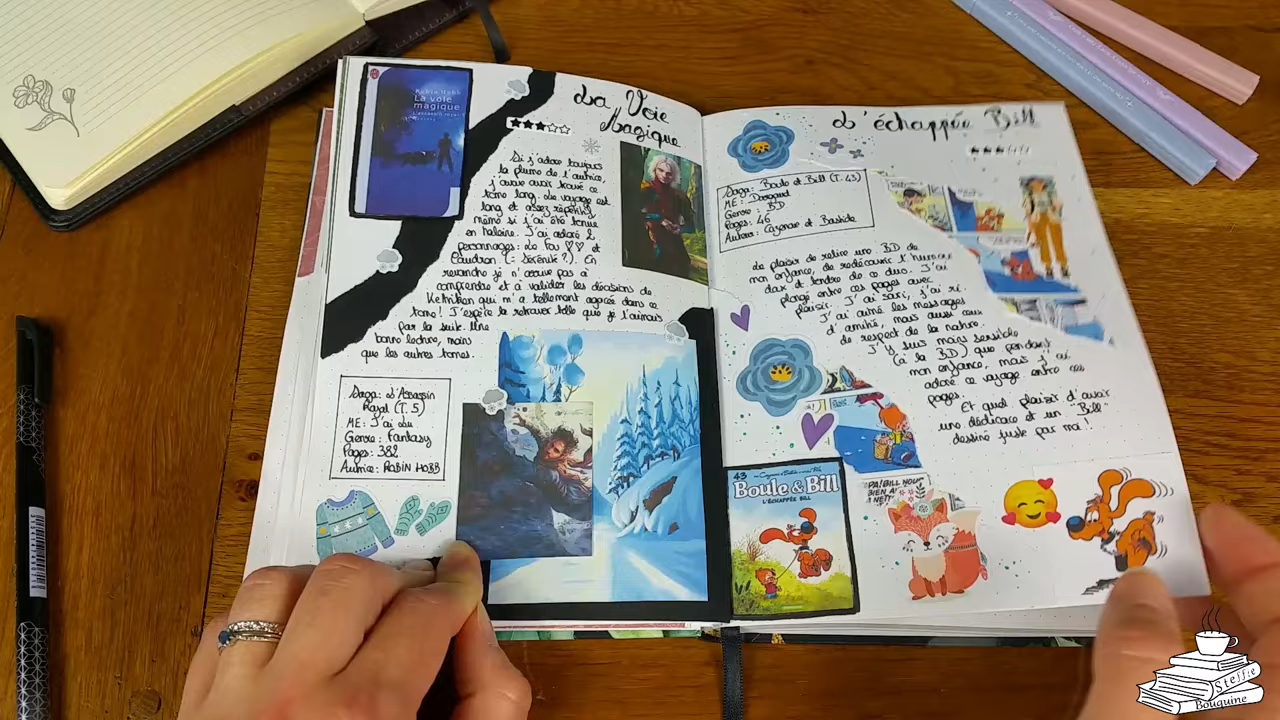 Robin Hobb
La voie
magique
La Voie
Magique
Si j'adore toujours
la plume de l'autrice,
j'avoue avoir trouvé ce
tome long. Le voyage est
long et assez répétitif
même si j'ai été tenue
en haleine. J'ai adoré 2
personnages : Le Fou ♡♡ et
Caudron (= Sérénité ?). En
revanche je n'arrive pas à
comprendre et à valider les décisions de
Kettricken qui m'a tellement agacée dans ce
tome ! J'espère la retrouver telle que je l'aimais
par la suite. Une
bonne lecture, mais
que les autres tomes.
Saga : L'Assassin
Royal (T. 5)
ME : J'ai Lu
Genre : Fantasy
Pages : 382
Autrice : RoBiN HoBB
L'échappée Bill
Saga : Boule et Bill (T. 43)
ME : Dargaud
Genre : BD
Pages : 46
Auteurs : Cazenove et Bastide
Le plaisir de relire une BD de
mon enfance, de redécouvrir l'humour
doux et tendre de ce duo. J'ai
plongé entre ces pages avec
plaisir. J'ai souri, j'ai ri.
J'ai aimé les messages
d'amitié, mais aussi ceux
de respect de la nature.
J'y suis moins sensible
(à la BD) que pendant
mon enfance, mais j'ai
adoré ce voyage entre ces
pages.
Et quel plaisir d'avoir
une dédicace et un "Bill"
dessiné juste par moi !
43
Boule & Bill
L'ÉCHAPPÉE BILL
BILL NOU
BIEN A
NET
Stellie
Bouquine